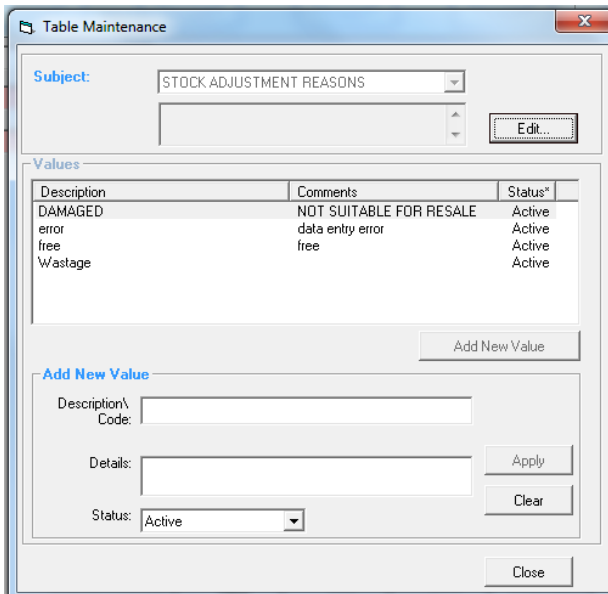 Table Maintenance
Subject:
STOCK ADJUSTMENT REASONS
Edit...
Values
Description Comments Status*
DAMAGED NOT SUITABLE FOR RESALE Active
error data entry error Active
free free Active
Wastage Active
Add New Value
Add New Value
Description\
Code:
Details:
Apply
Clear
Status: Active
Close